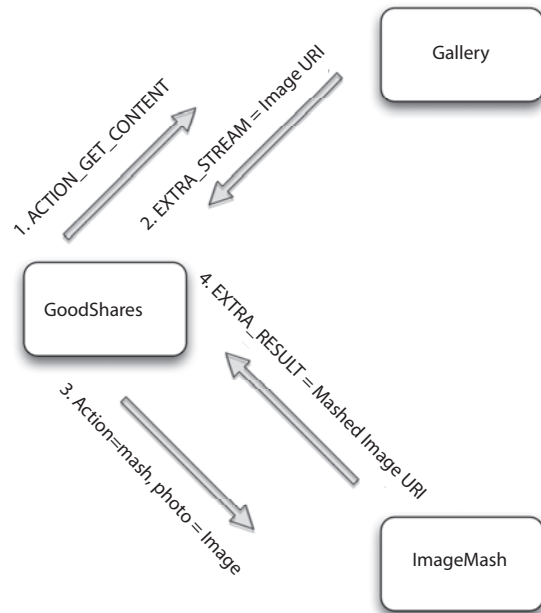 Gallery
1. ACTION_GET_CONTENT
2. EXTRA_STREAM = Image URI
GoodShares
4. EXTRA_RESULT = Mashed Image URI
3. Action=mash, photo = Image
ImageMash